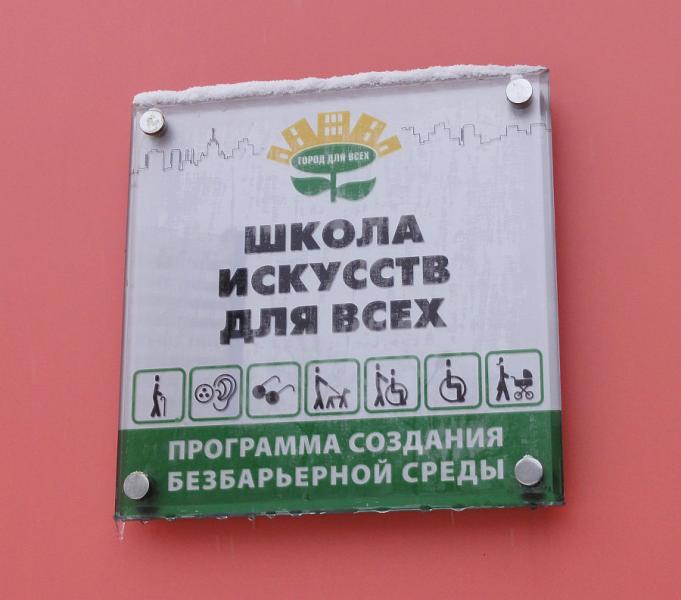 ГОРОД ДЛЯ ВСЕХ
ШКОЛА
ИСКУССТВ
ДЛЯ ВСЕХ
ПРОГРАММА СОЗДАНИЯ
БЕЗБАРЬЕРНОЙ СРЕДЫ